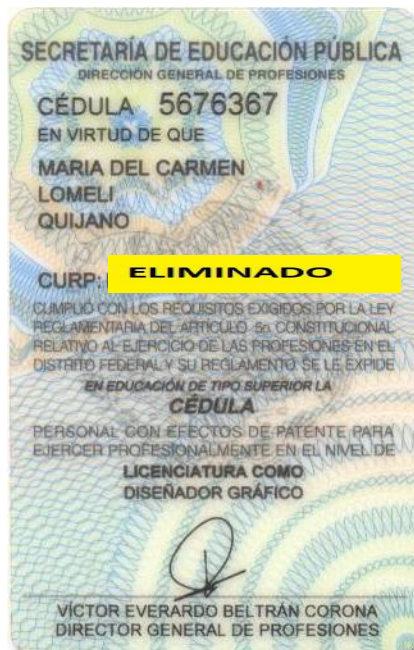 SECRETARÍA DE EDUCACIÓN PÚBLICA
DIRECCIÓN GENERAL DE PROFESIONES
CÉDULA 5676367
EN VIRTUD DE QUE
MARIA DEL CARMEN
LOMELI
QUIJANO
CURP: ELIMINADO
CUMPLIÓ CON LOS REQUISITOS EXIGIDOS POR LA LEY
REGLAMENTARIA DEL ARTÍCULO 5o. CONSTITUCIONAL
RELATIVO AL EJERCICIO DE LAS PROFESIONES EN EL
DISTRITO FEDERAL Y SU REGLAMENTO SE LE EXPIDE
EN EDUCACIÓN DE TIPO SUPERIOR LA
CÉDULA
PERSONAL CON EFECTOS DE PATENTE PARA
EJERCER PROFESIONALMENTE EN EL NIVEL DE
LICENCIATURA COMO
DISEÑADOR GRÁFICO
VÍCTOR EVERARDO BELTRÁN CORONA
DIRECTOR GENERAL DE PROFESIONES